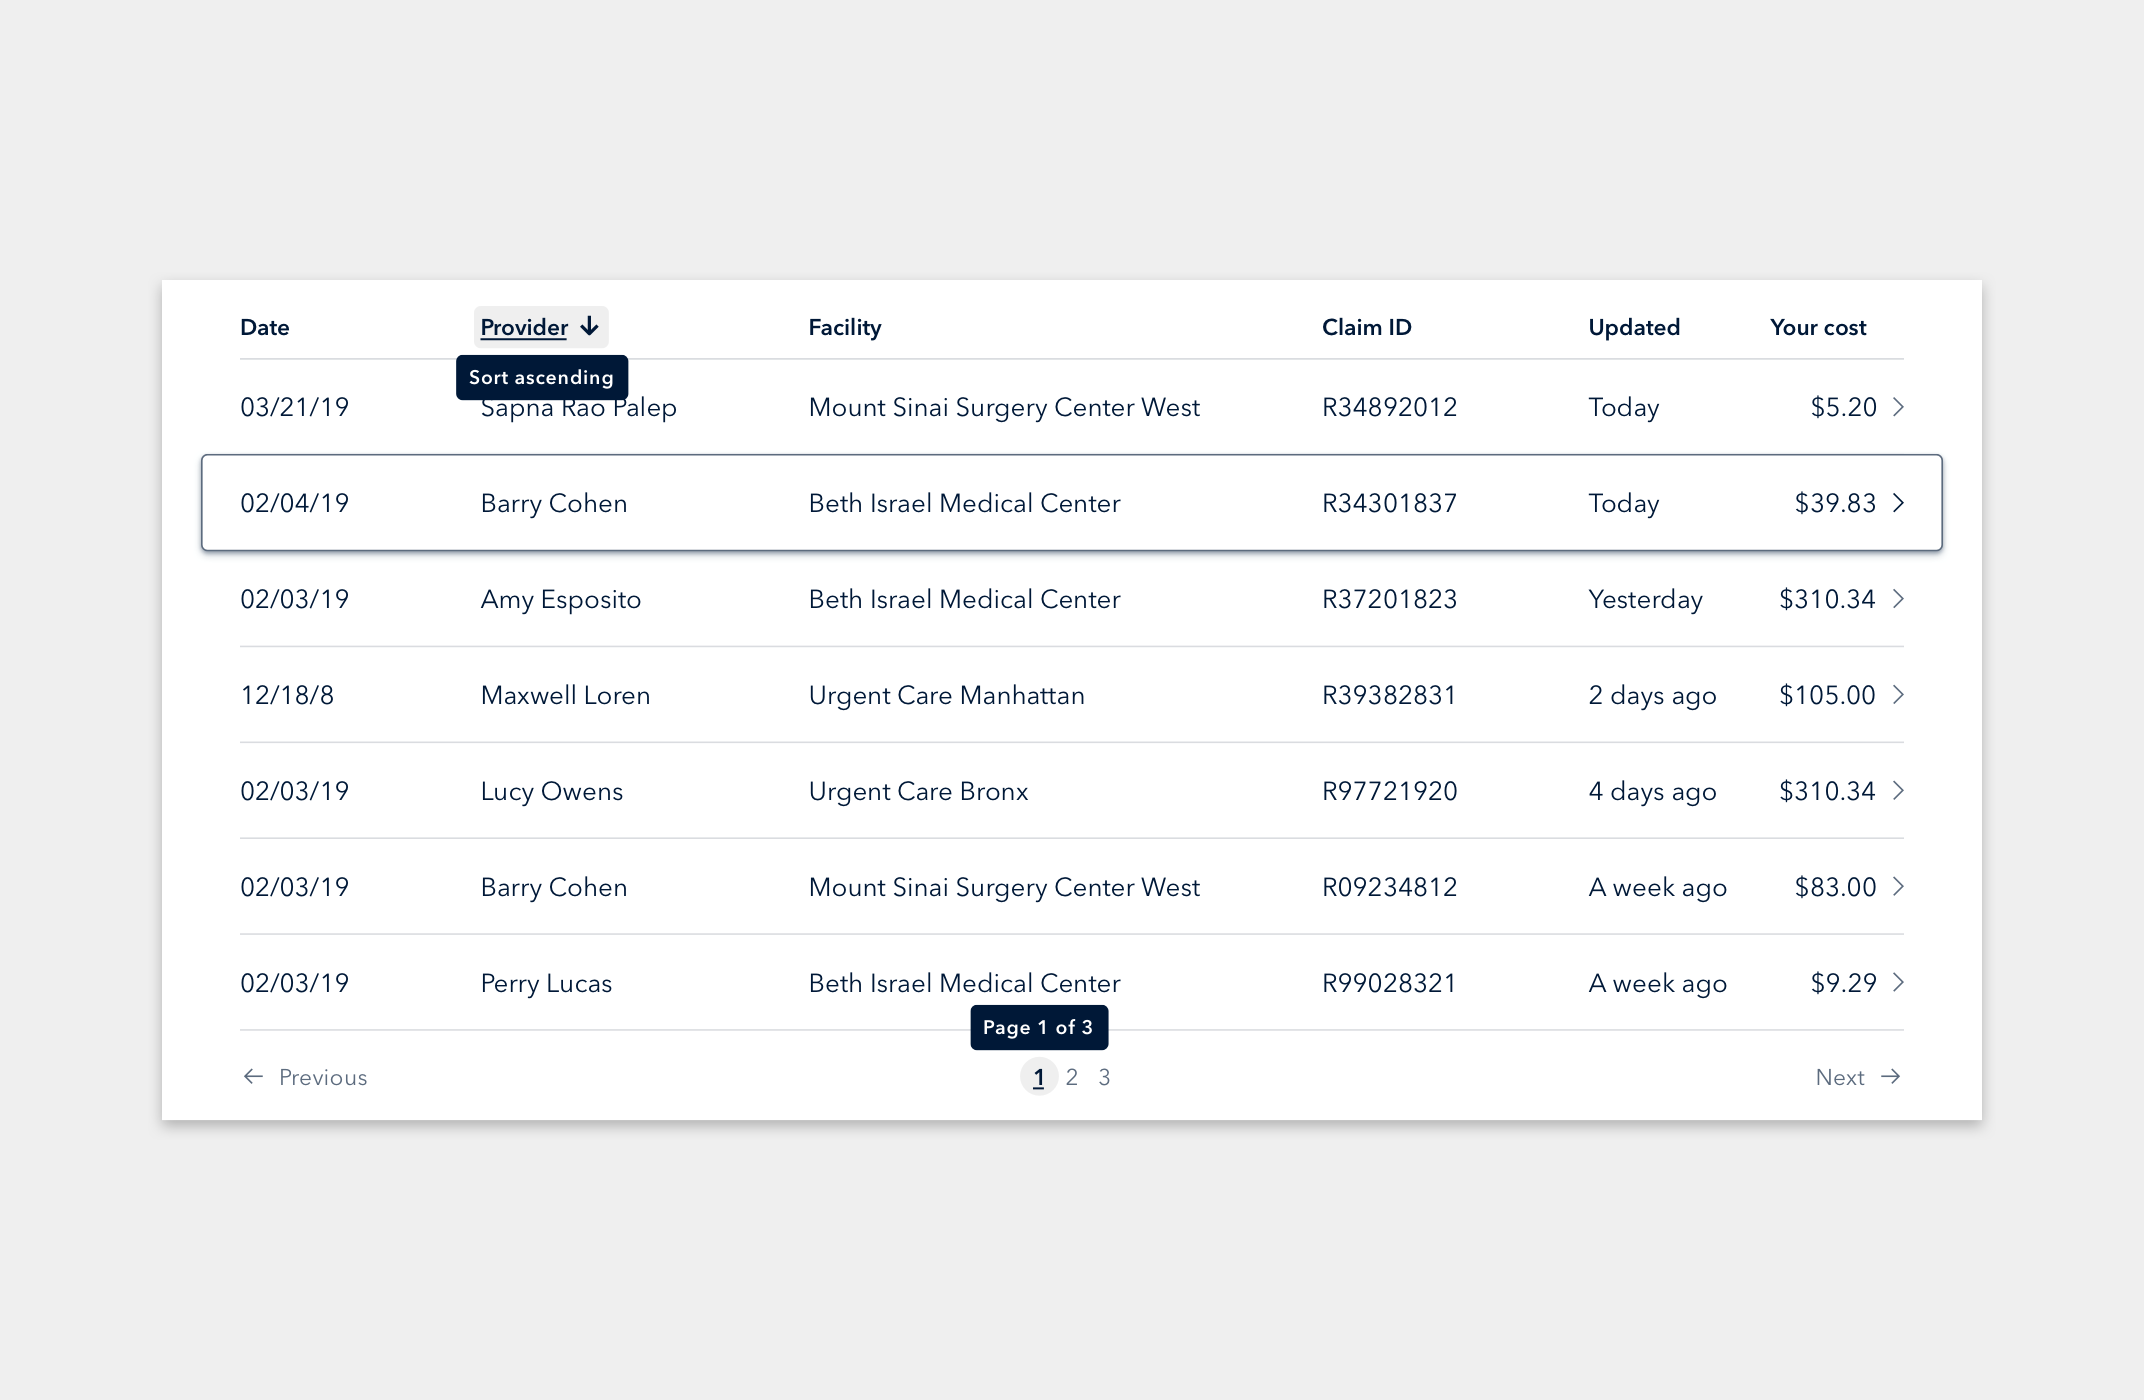 Date Provider Facility Claim ID Updated Your cost
Sort ascending
03/21/19 Sapna Rao Palep Mount Sinai Surgery Center West R34892012 Today $5.20
02/04/19 Barry Cohen Beth Israel Medical Center R34301837 Today $39.83
02/03/19 Amy Esposito Beth Israel Medical Center R37201823 Yesterday $310.34
12/18/8 Maxwell Loren Urgent Care Manhattan R39382831 2 days ago $105.00
02/03/19 Lucy Owens Urgent Care Bronx R97721920 4 days ago $310.34
02/03/19 Barry Cohen Mount Sinai Surgery Center West R09234812 A week ago $83.00
02/03/19 Perry Lucas Beth Israel Medical Center R99028321 A week ago $9.29
Page 1 of 3
Previous 1 2 3 Next